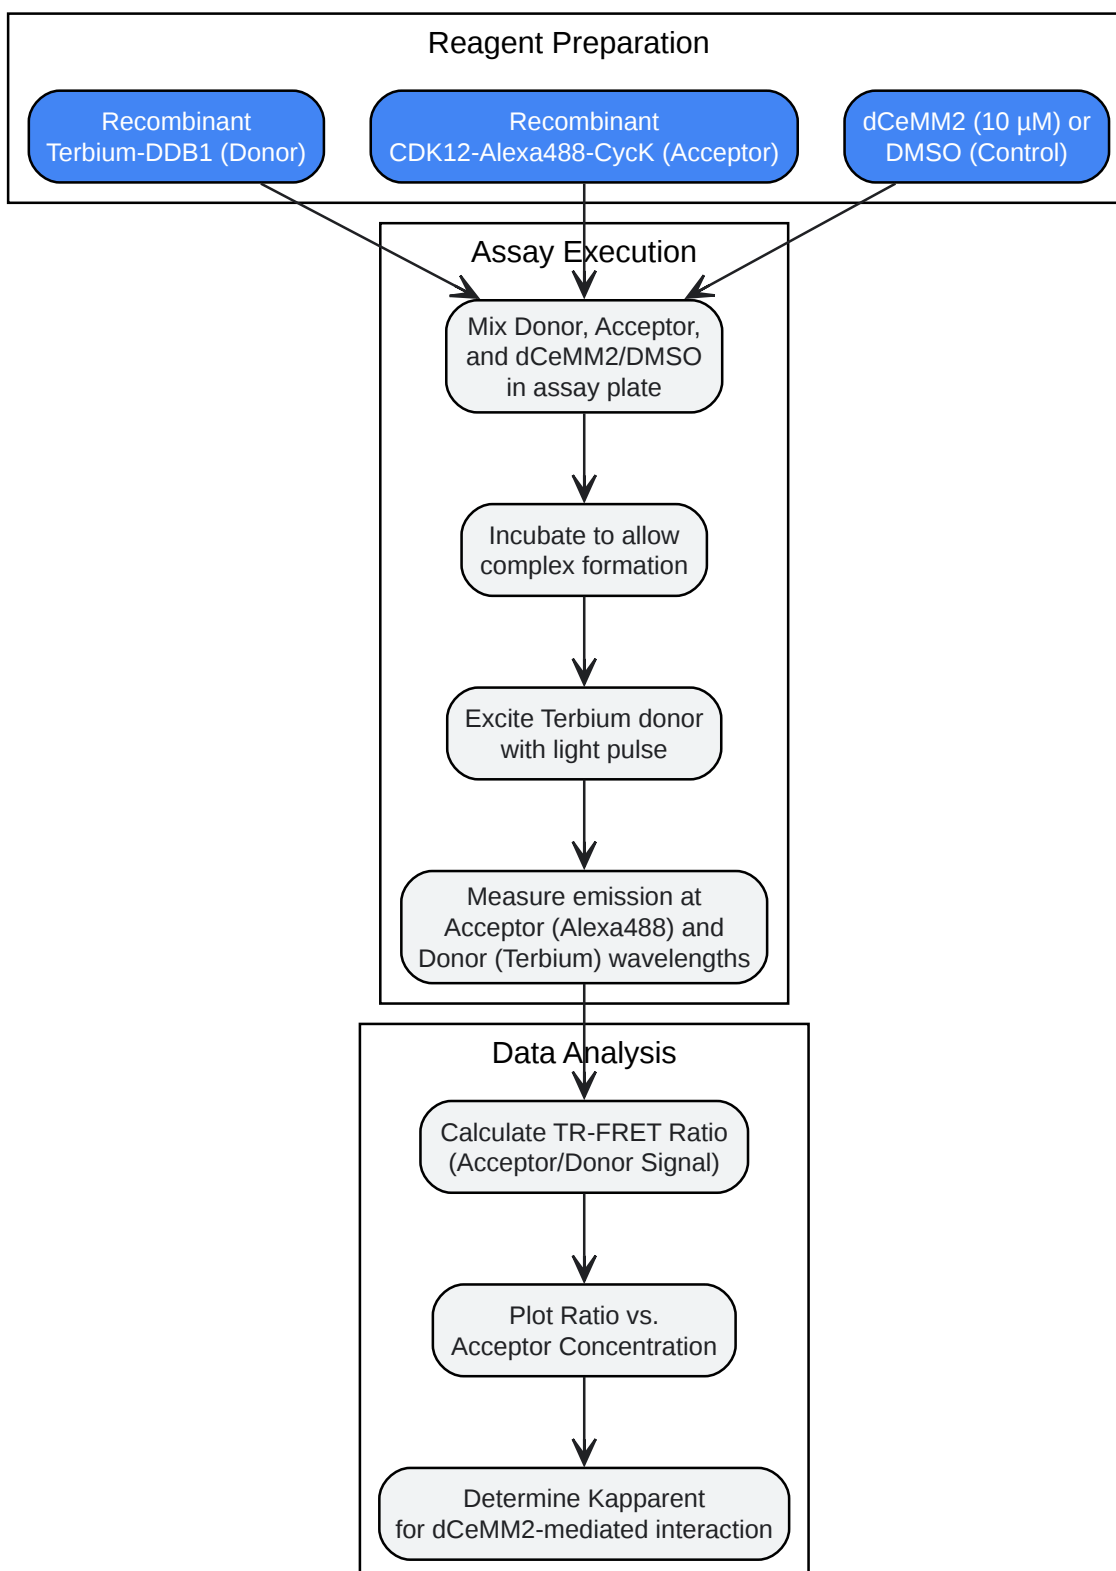 Reagent Preparation
Recombinant
Terbium-DDB1 (Donor)
Recombinant
CDK12-Alexa488-CycK (Acceptor)
dCeMM2 (10 µM) or
DMSO (Control)
Assay Execution
Mix Donor, Acceptor,
and dCeMM2/DMSO
in assay plate
Incubate to allow
complex formation
Excite Terbium donor
with light pulse
Measure emission at
Acceptor (Alexa488) and
Donor (Terbium) wavelengths
Data Analysis
Calculate TR-FRET Ratio
(Acceptor/Donor Signal)
Plot Ratio vs.
Acceptor Concentration
Determine Kapparent
for dCeMM2-mediated interaction